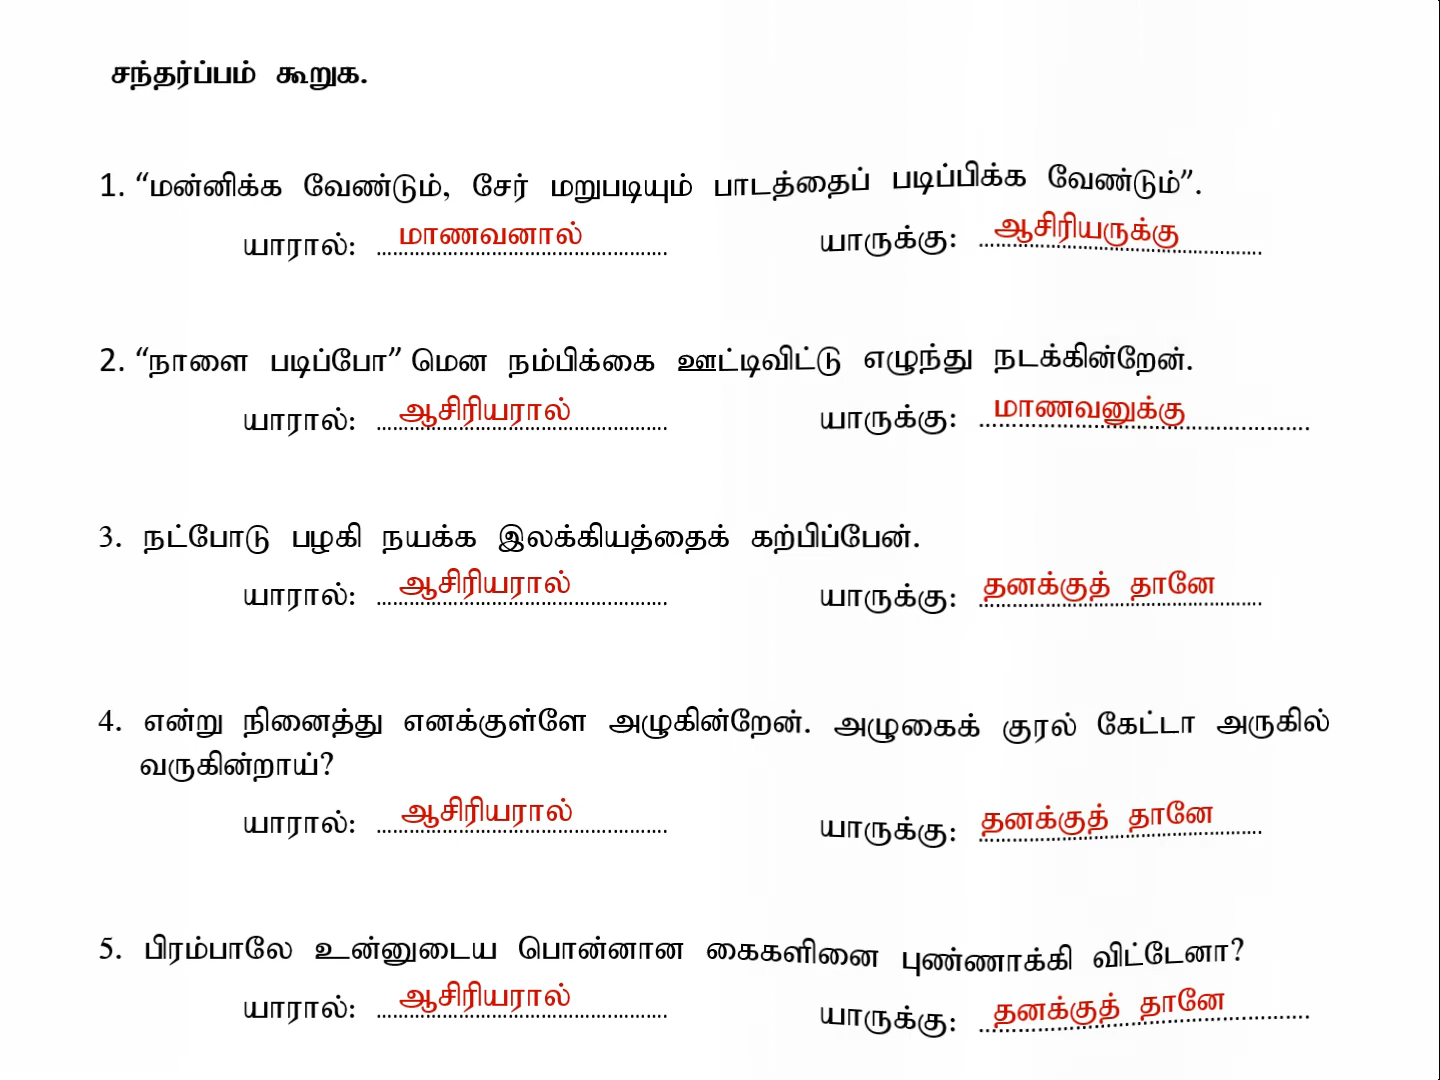 சந்தர்ப்பம் கூறுக.
1. “மன்னிக்க வேண்டும், சேர் மறுபடியும் பாடத்தைப் படிப்பிக்க வேண்டும்”.
யாரால்: மாணவனால் யாருக்கு: ஆசிரியருக்கு
2. “நாளை படிப்போ” மென நம்பிக்கை ஊட்டிவிட்டு எழுந்து நடக்கின்றேன்.
யாரால்: ஆசிரியரால் யாருக்கு: மாணவனுக்கு
3. நட்போடு பழகி நயக்க இலக்கியத்தைக் கற்பிப்பேன்.
யாரால்: ஆசிரியரால் யாருக்கு: தனக்குத் தானே
4. என்று நினைத்து எனக்குள்ளே அழுகின்றேன். அழுகைக் குரல் கேட்டா அருகில்
வருகின்றாய்?
யாரால்: ஆசிரியரால் யாருக்கு: தனக்குத் தானே
5. பிரம்பாலே உன்னுடைய பொன்னான கைகளினை புண்ணாக்கி விட்டேனா?
யாரால்: ஆசிரியரால் யாருக்கு: தனக்குத் தானே